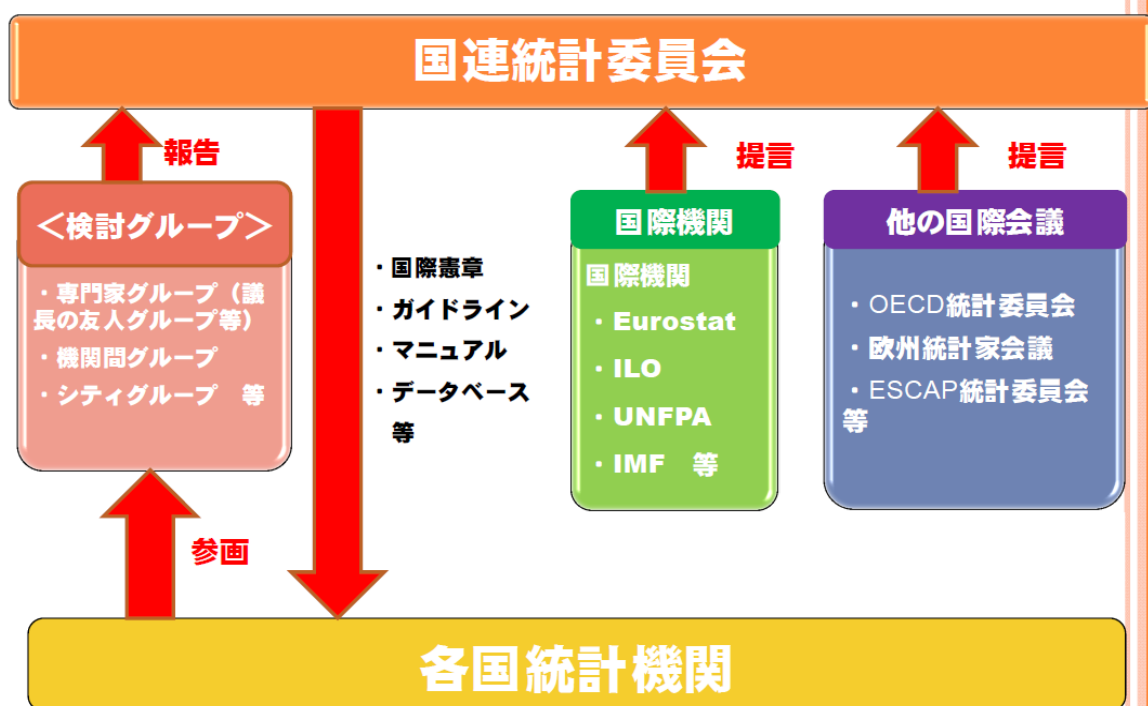 国連統計委員会
報告
提言
提言
＜検討グループ＞
・専門家グループ（議
長の友人グループ等）
・機関間グループ
・シティグループ　等
・国際憲章
・ガイドライン
・マニュアル
・データベース
等
国際機関
国際機関
・Eurostat
・ILO
・UNFPA
・IMF　等
他の国際会議
・OECD統計委員会
・欧州統計家会議
・ESCAP統計委員会
等
参画
各国統計機関